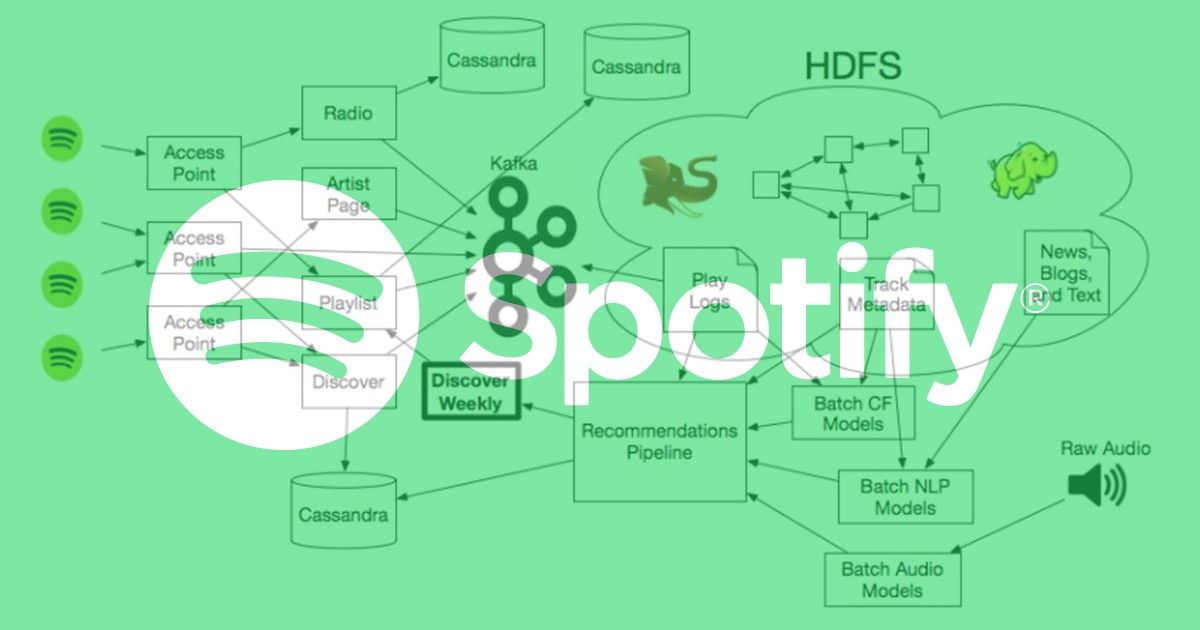 Cassandra
Cassandra
HDFS
Radio
Access
Point
Kafka
Artist
Page
Access
Point
Playlist
Access
Point
Discover
Discover
Weekly
Play
Logs
Track
Metadata
News,
Blogs,
and Text
Spotify®
Recommendations
Pipeline
Batch CF
Models
Raw Audio
Batch NLP
Models
Cassandra
Batch Audio
Models